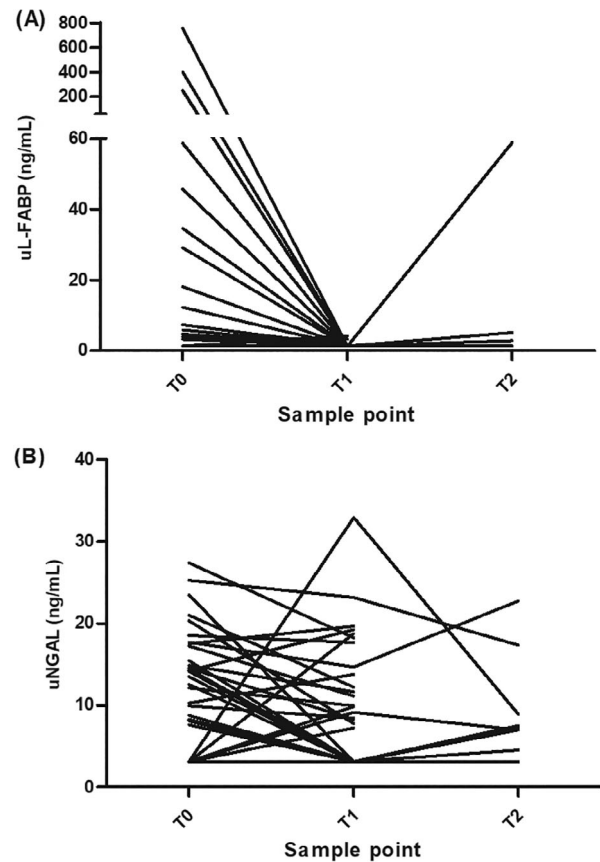 (A)
800
600
400
200
60
40
20
0
uL-FABP (ng/mL)
T0
T1
T2
Sample point
(B)
40
30
20
10
0
uNGAL (ng/mL)
T0
T1
T2
Sample point